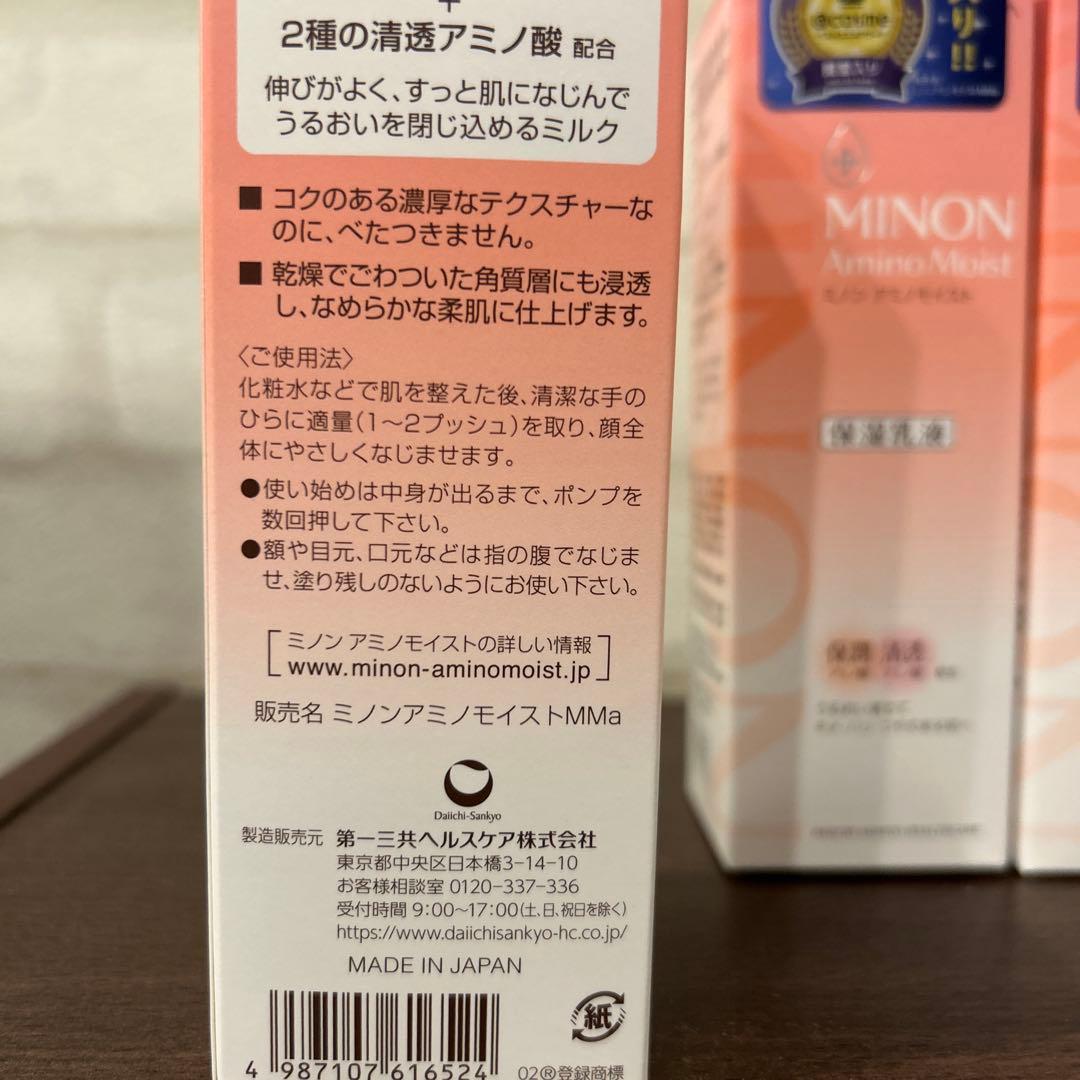 2種の清透アミノ酸 配合
伸びがよく、すっと肌になじんで
うるおいを閉じ込めるミルク
■ コクのある濃厚なテクスチャーな
のに、べたつきません。
■ 乾燥でごわついた角質層にも浸透
し、なめらかな柔肌に仕上げます。
〈ご使用法〉
化粧水などで肌を整えた後、清潔な手の
ひらに適量(1〜2プッシュ)を取り、顔全
体にやさしくなじませます。
●使い始めは中身が出るまで、ポンプを
数回押して下さい。
●額や目元、口元などは指の腹でなじま
せ、塗り残しのないようにお使い下さい。
ミノン アミノモイストの詳しい情報
www.minon-aminomoist.jp
販売名 ミノンアミノモイストMMa
Daiichi-Sankyo
製造販売元 第一三共ヘルスケア株式会社
東京都中央区日本橋3-14-10
お客様相談室 0120-337-336
受付時間 9:00〜17:00(土、日、祝日を除く)
https://www.daiichisankyo-hc.co.jp/
MADE IN JAPAN
紙
4 987107 616524
02®登録商標
@cosme
MINON
Amino Moist
ミノン アミノモイスト
保湿乳液
保潤 清透